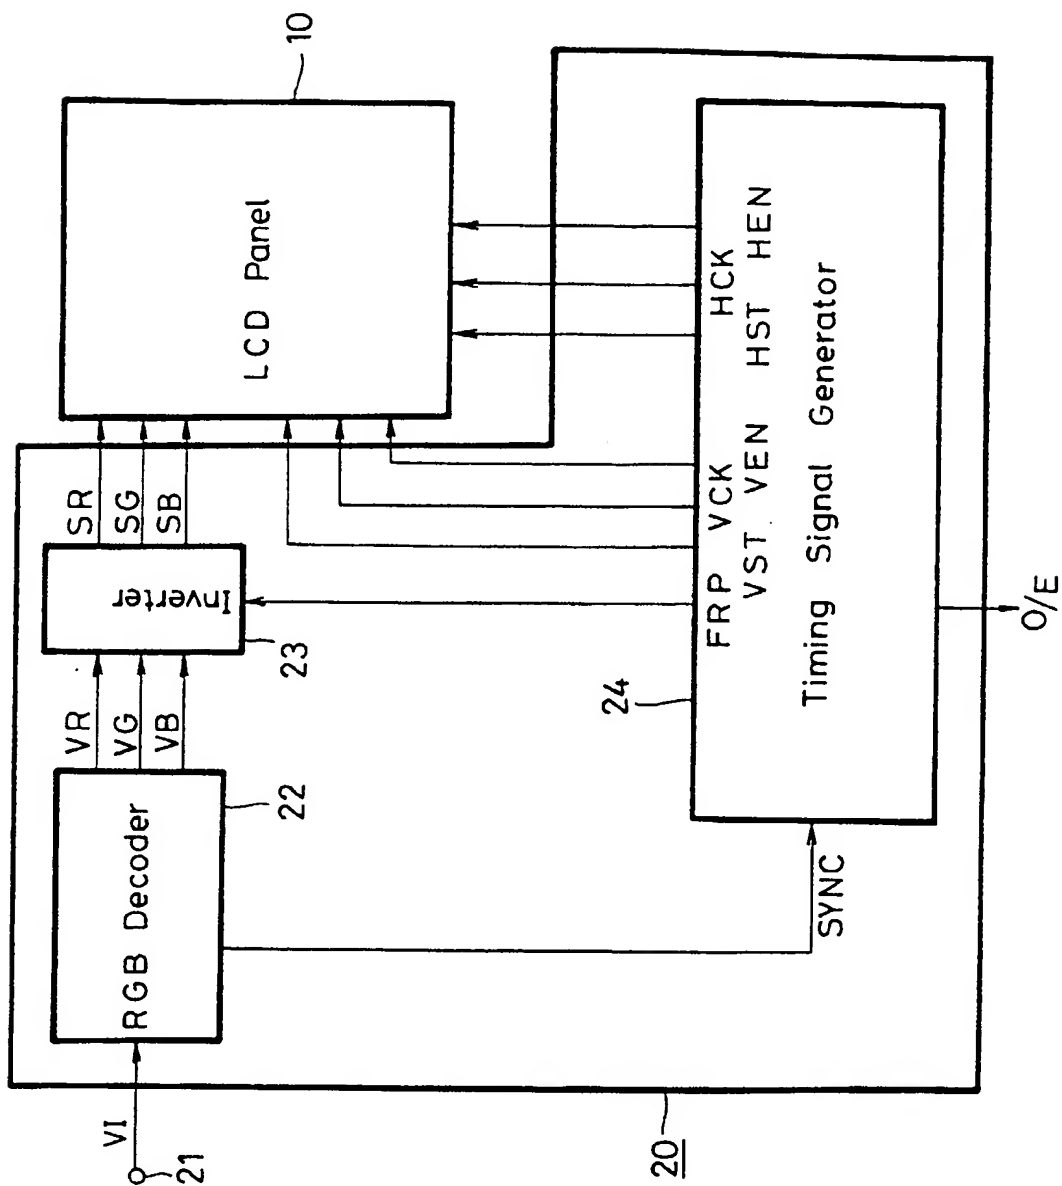 10
LCD Panel
SR
SG
SB
Inverter
23
VR
VG
VB
RGB Decoder
22
VI
21
FRP VCK HCK
VST VEN HST HEN
Timing Signal Generator
24
SYNC
O/E
20